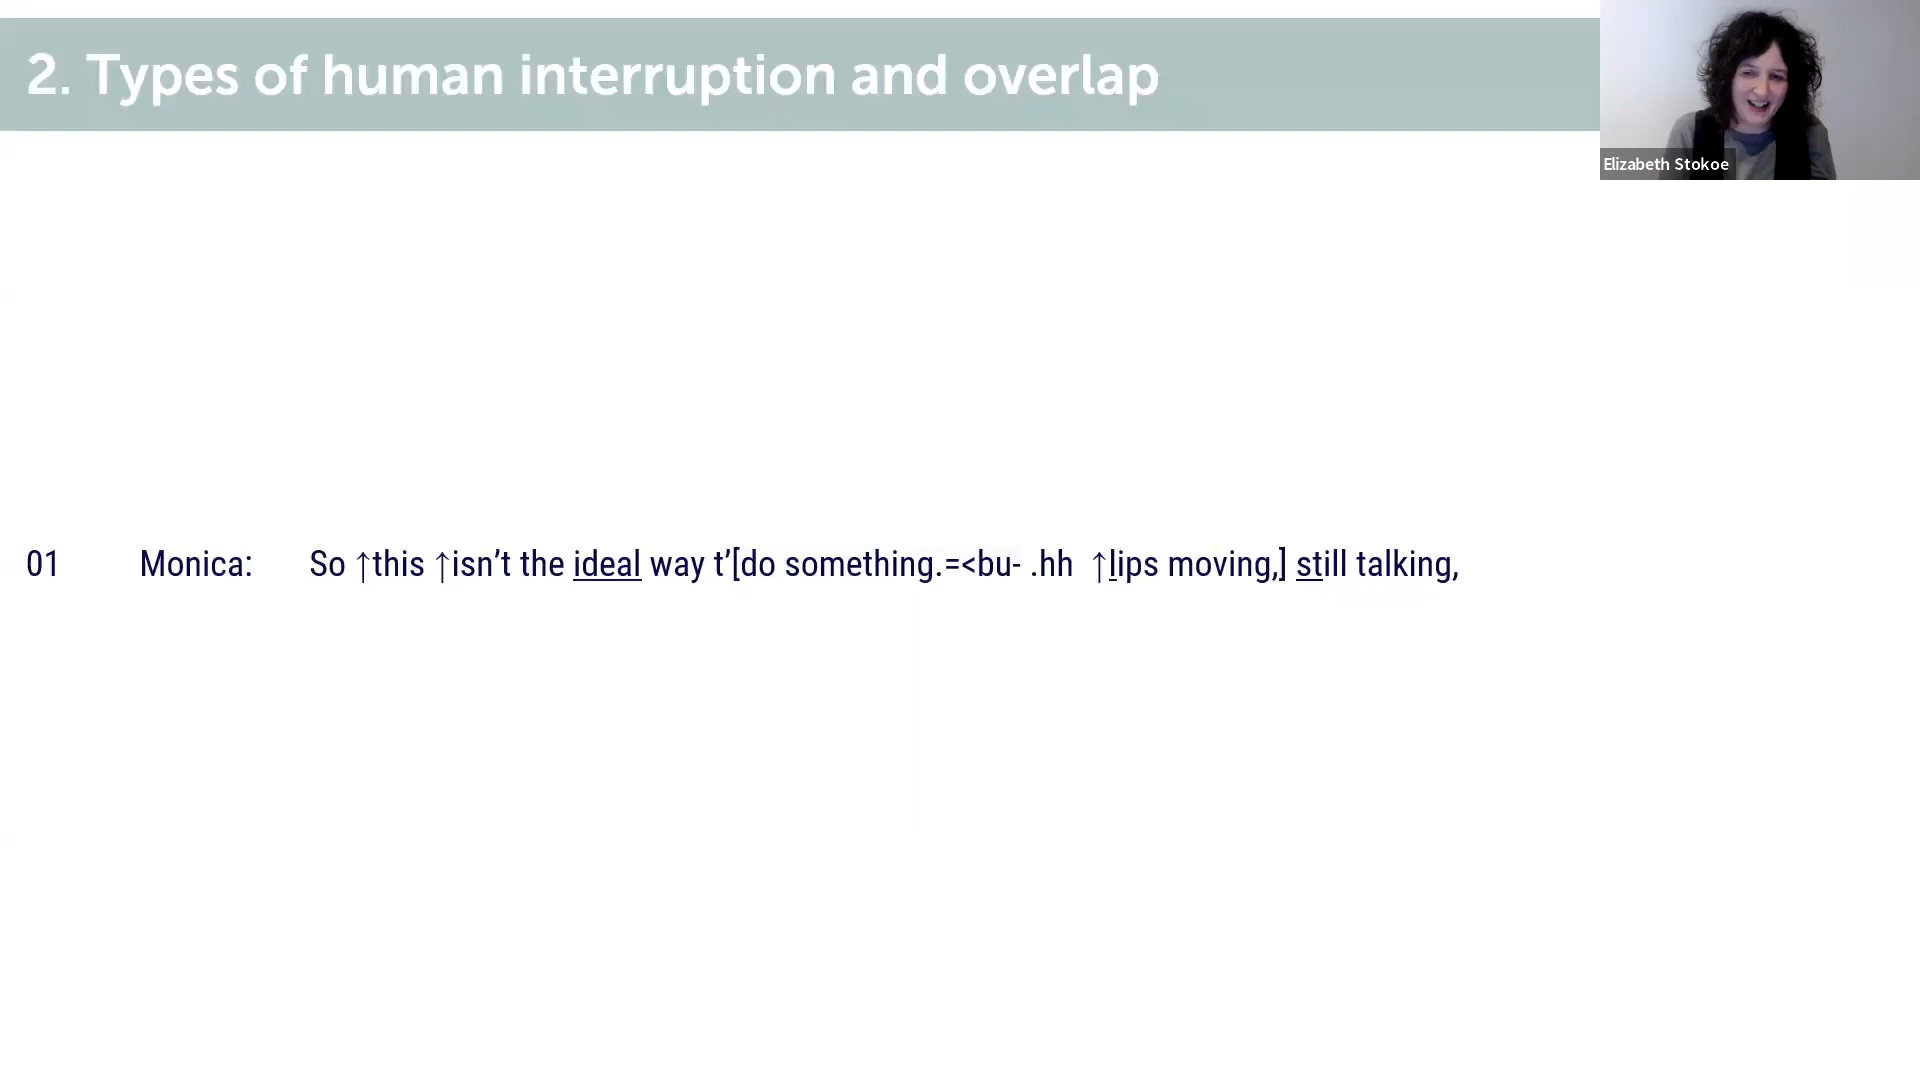 2. Types of human interruption and overlap
Elizabeth Stokoe
01 Monica: So ↑this ↑isn’t the ideal way t’[do something.=<bu- .hh ↑lips moving,] still talking,